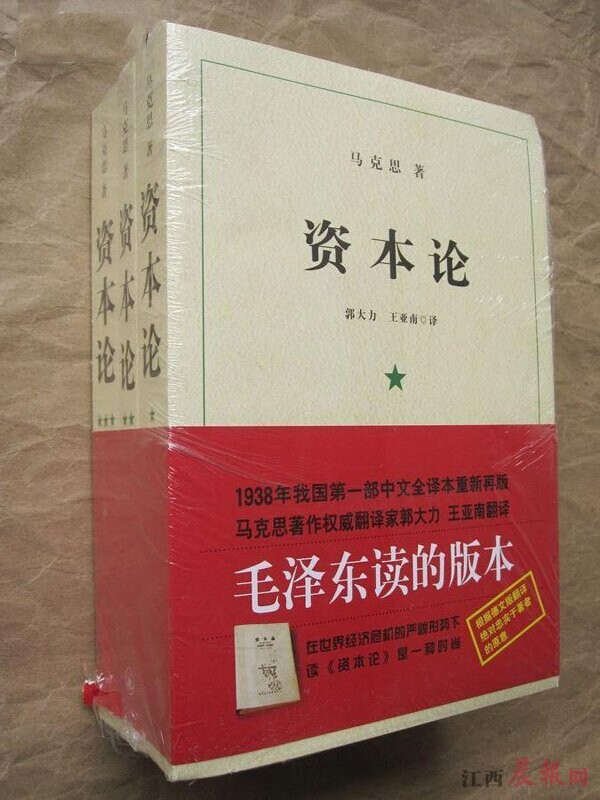 马克思 著
资本论
郭大力 王亚南◎译
1938年我国第一部中文全译本重新再版
马克思著作权威翻译家郭大力 王亚南翻译
毛泽东读的版本
在世界经济危机的严峻形势下
读《资本论》是一种时尚
根据德文版翻译
绝对忠实于著者
的原意
马克思 著
资本论
马克思 著
资本论
马克思 著
资本论
江西晨报网